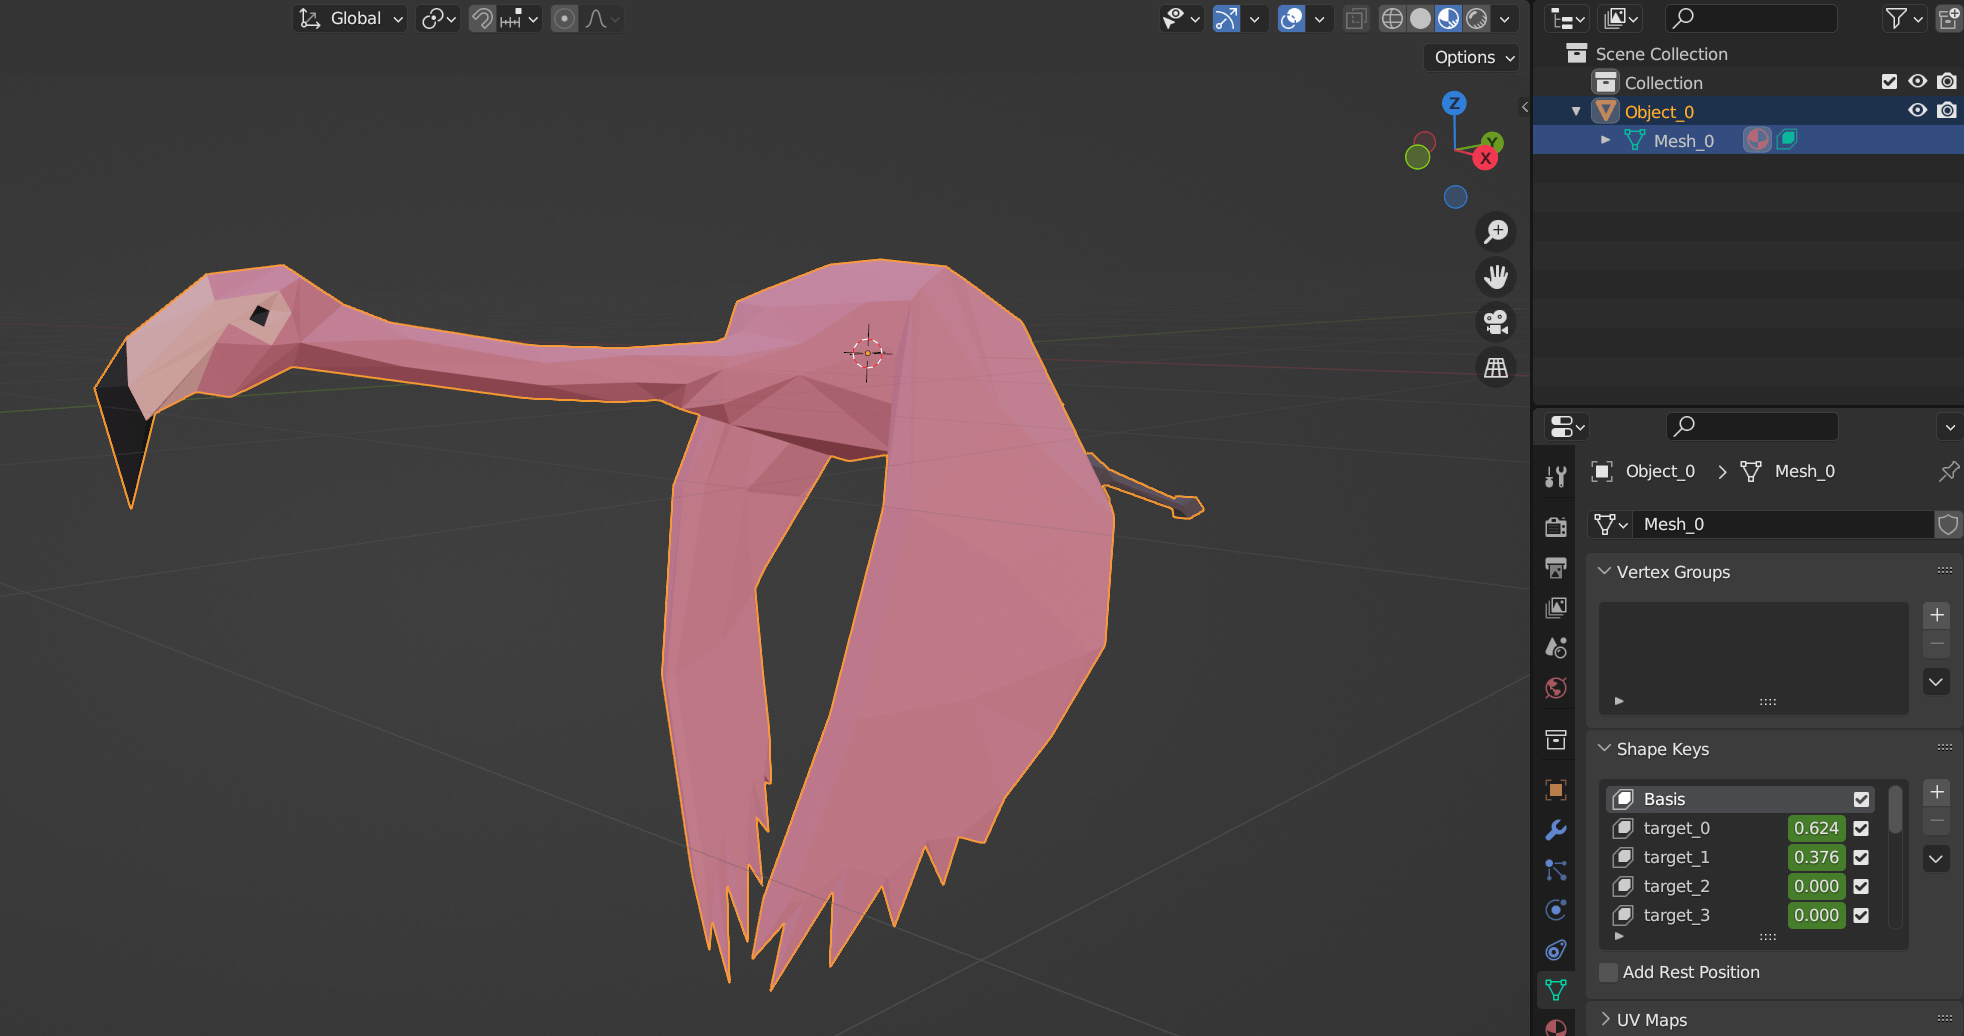 Global
Options
Z
Y
X
Scene Collection
Collection
Object_0
Mesh_0
Object_0
Mesh_0
Mesh_0
Vertex Groups
Shape Keys
Basis
target_0 0.624
target_1 0.376
target_2 0.000
target_3 0.000
Add Rest Position
UV Maps